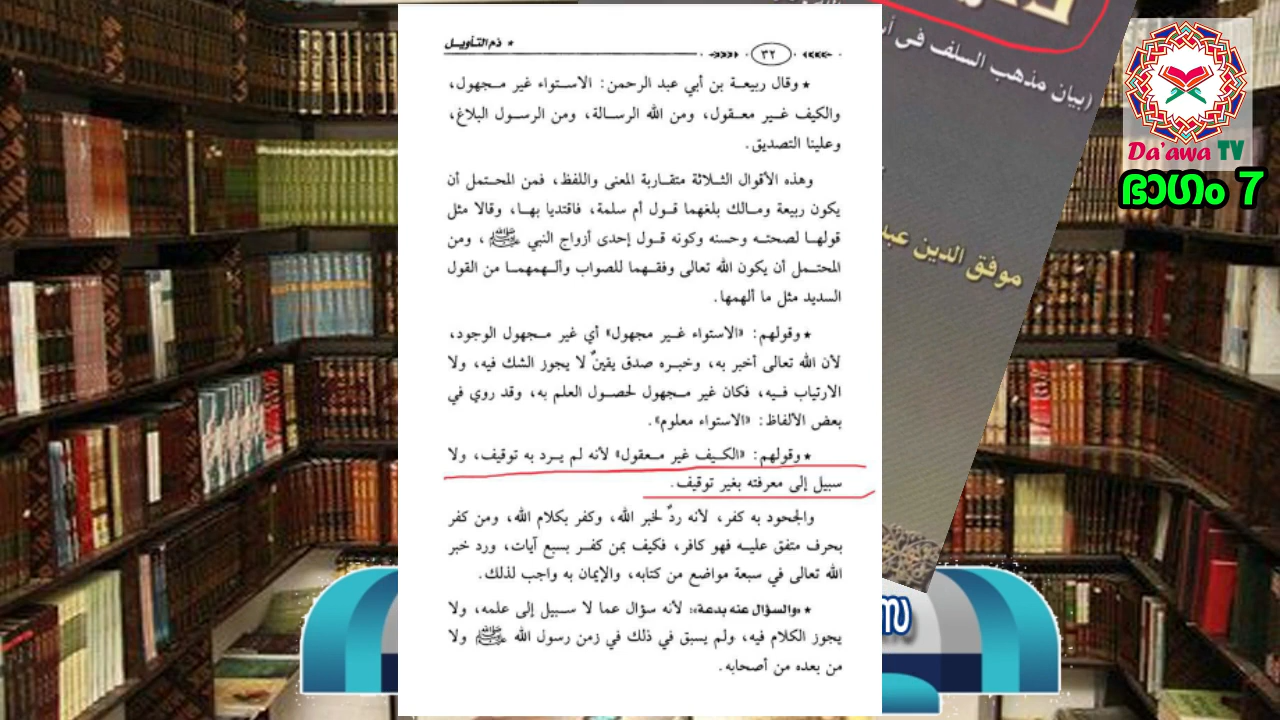 * ذم التأويل
٣٢
* وقال ربيعة بن أبي عبد الرحمن: الاستواء غير مجهول،
والكيف غير معقول، ومن الله الرسالة، ومن الرسول البلاغ،
وعلينا التصديق.
وهذه الأقوال الثلاثة متقاربة المعنى واللفظ، فمن المحتمل أن
يكون ربيعة ومالك بلغهما قول أم سلمة، فاقتديا بها، وقالا مثل
قولها لصحته وحسنه وكونه قول إحدى أزواج النبي ﷺ، ومن
المحتمل أن يكون الله تعالى وفقهما للصواب وألهمهما من القول
السديد مثل ما ألهمها.
* وقولهم: «الاستواء غير مجهول» أي غير مجهول الوجود،
لأن الله تعالى أخبر به، وخبره صدق يقينٌ لا يجوز الشك فيه، ولا
الارتياب فيه، فكان غير مجهول لحصول العلم به، وقد روي في
بعض الألفاظ: «الاستواء معلوم».
* وقولهم: «الكيف غير معقول» لأنه لم يرد به توقيف، ولا
سبيل إلى معرفته بغير توقيف.
والجحود به كفر، لأنه ردٌ لخبر الله، وكفر بكلام الله، ومن كفر
بحرف متفق عليه فهو كافر، فكيف بمن كفر بسبع آيات، ورد خبر
الله تعالى في سبعة مواضع من كتابه، والإيمان به واجب لذلك.
* «والسؤال عنه بدعة»: لأنه سؤال عما لا سبيل إلى علمه، ولا
يجوز الكلام فيه، ولم يسبق في ذلك في زمن رسول الله ﷺ ولا
من بعده من أصحابه.
(بيان مذهب السلف في
موفق الدين
Da'awa TV
ഭാഗം 7